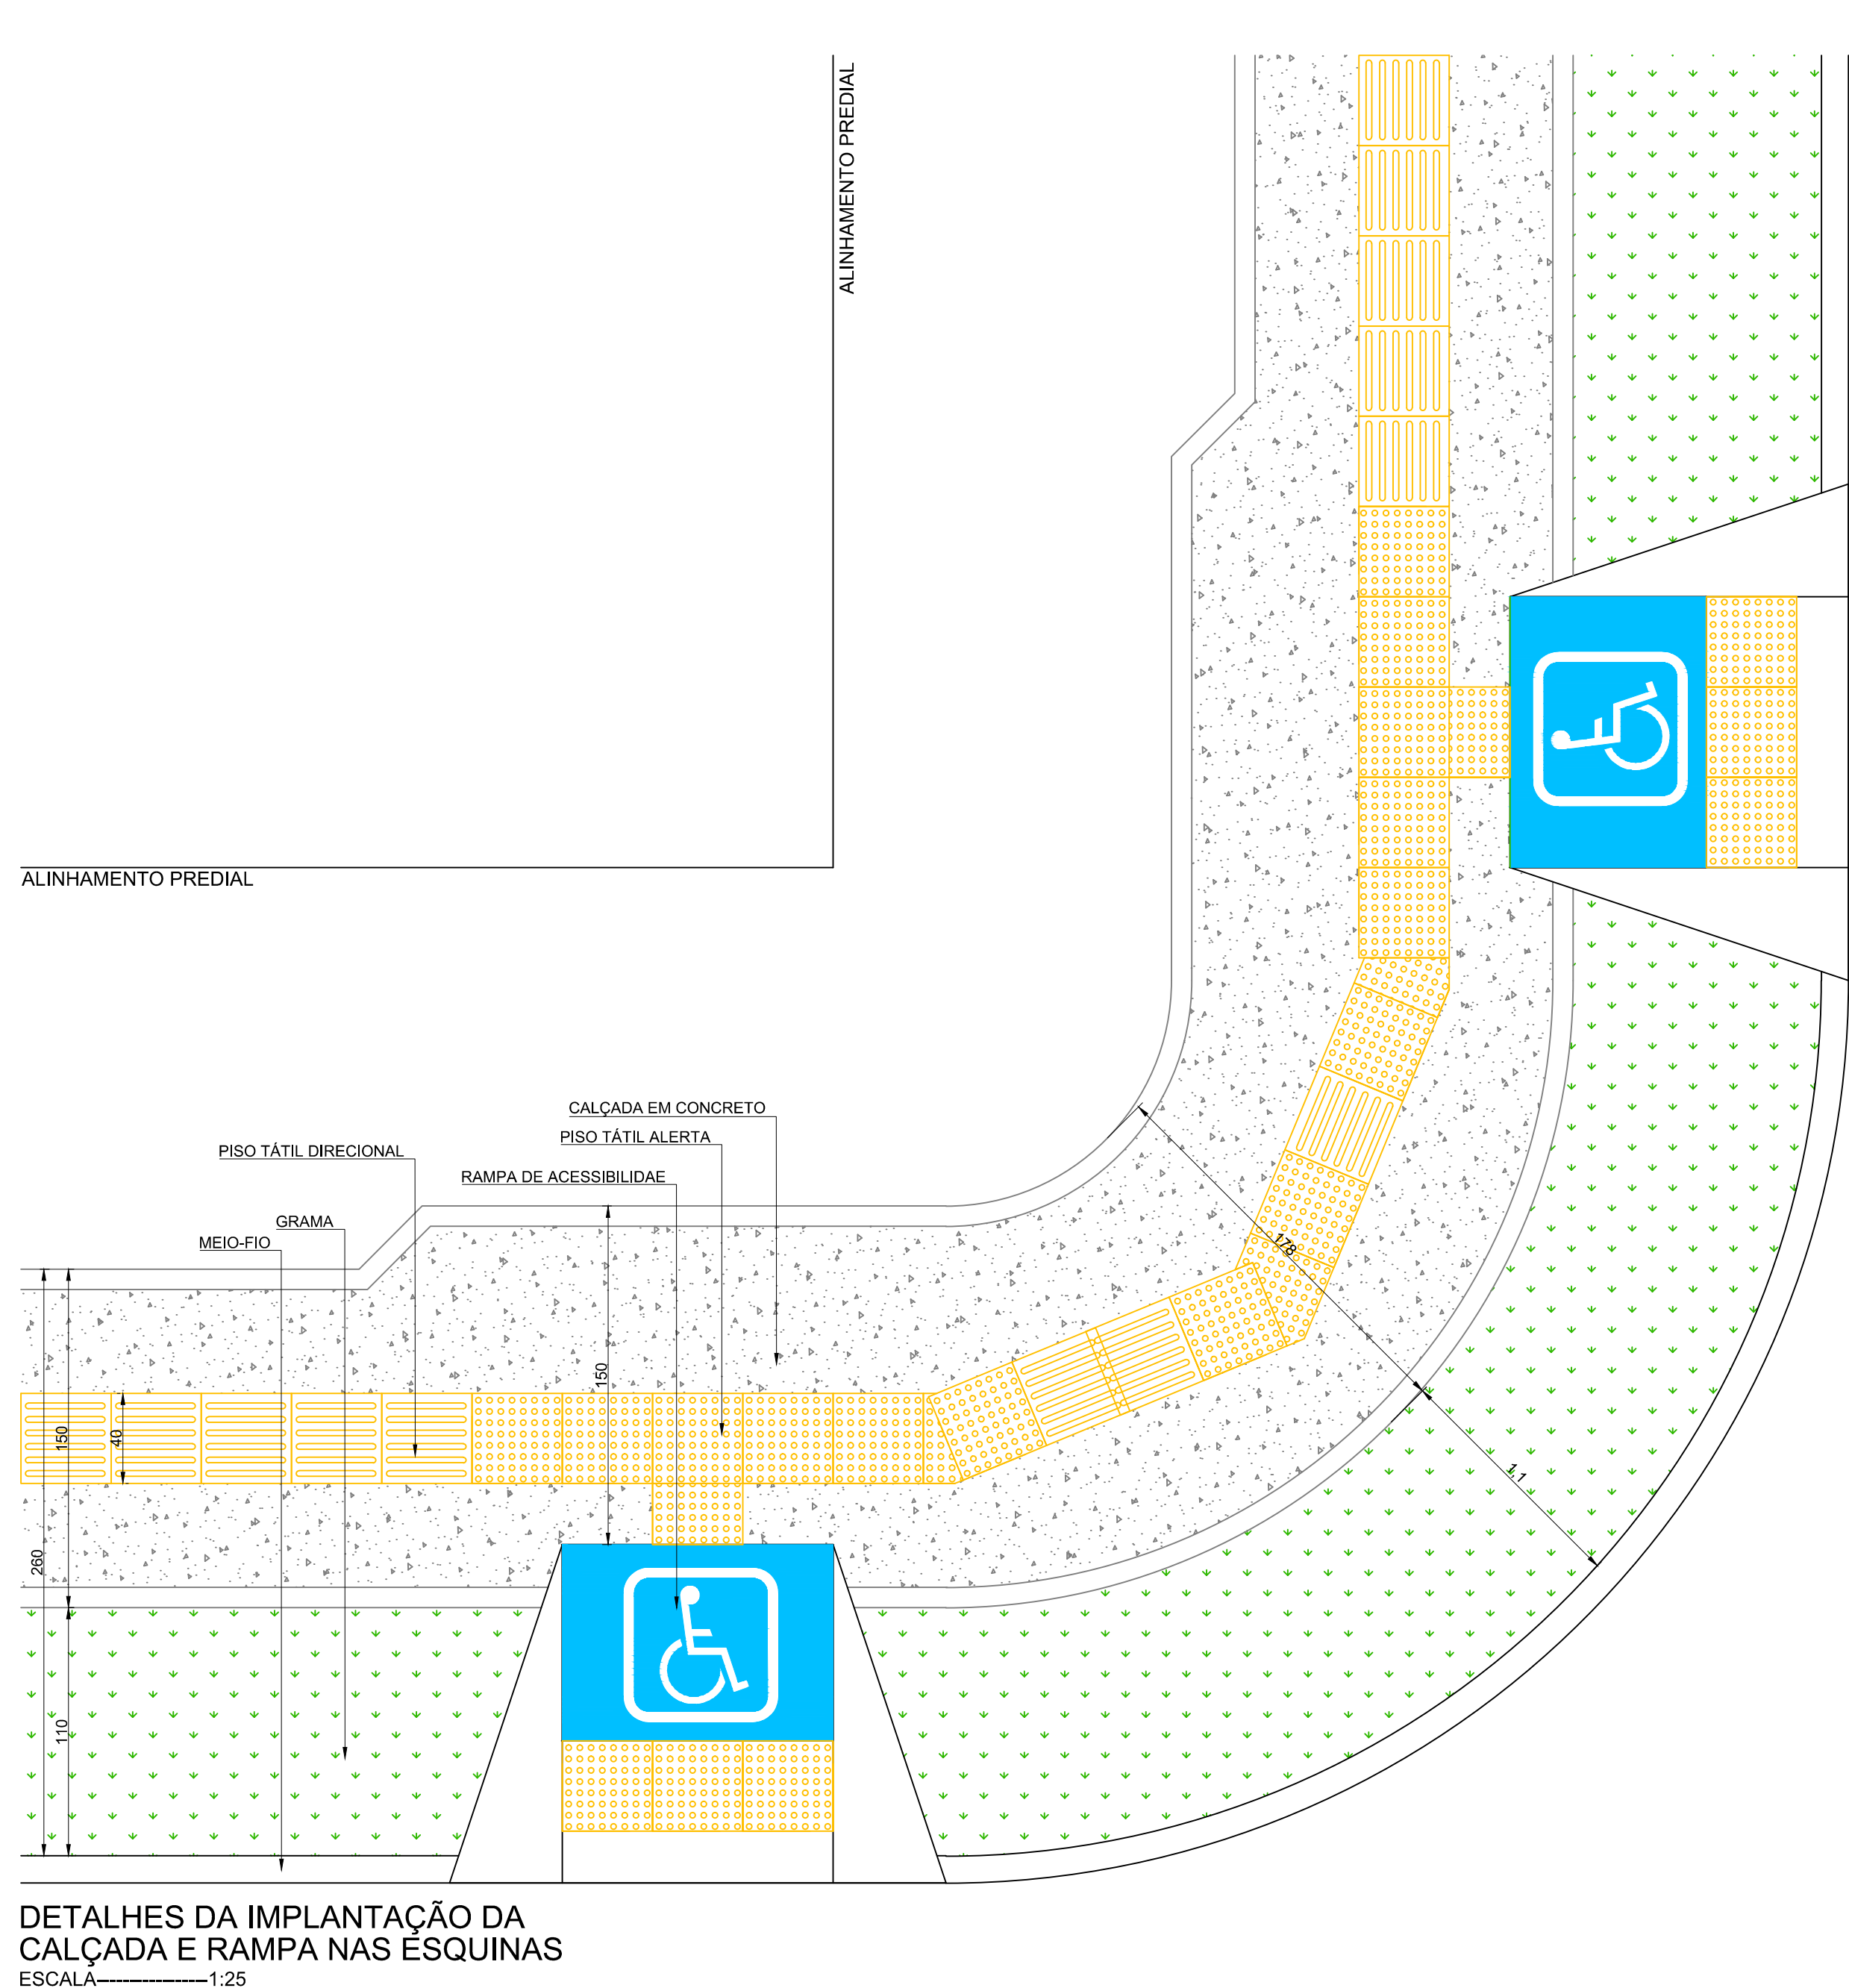 ALINHAMENTO PREDIAL
ALINHAMENTO PREDIAL
CALÇADA EM CONCRETO
PISO TÁTIL ALERTA
PISO TÁTIL DIRECIONAL
RAMPA DE ACESSIBILIDAE
GRAMA
MEIO-FIO
178
150
150
40
1,1
260
110
DETALHES DA IMPLANTAÇÃO DA
CALÇADA E RAMPA NAS ESQUINAS
ESCALA-----------------1:25